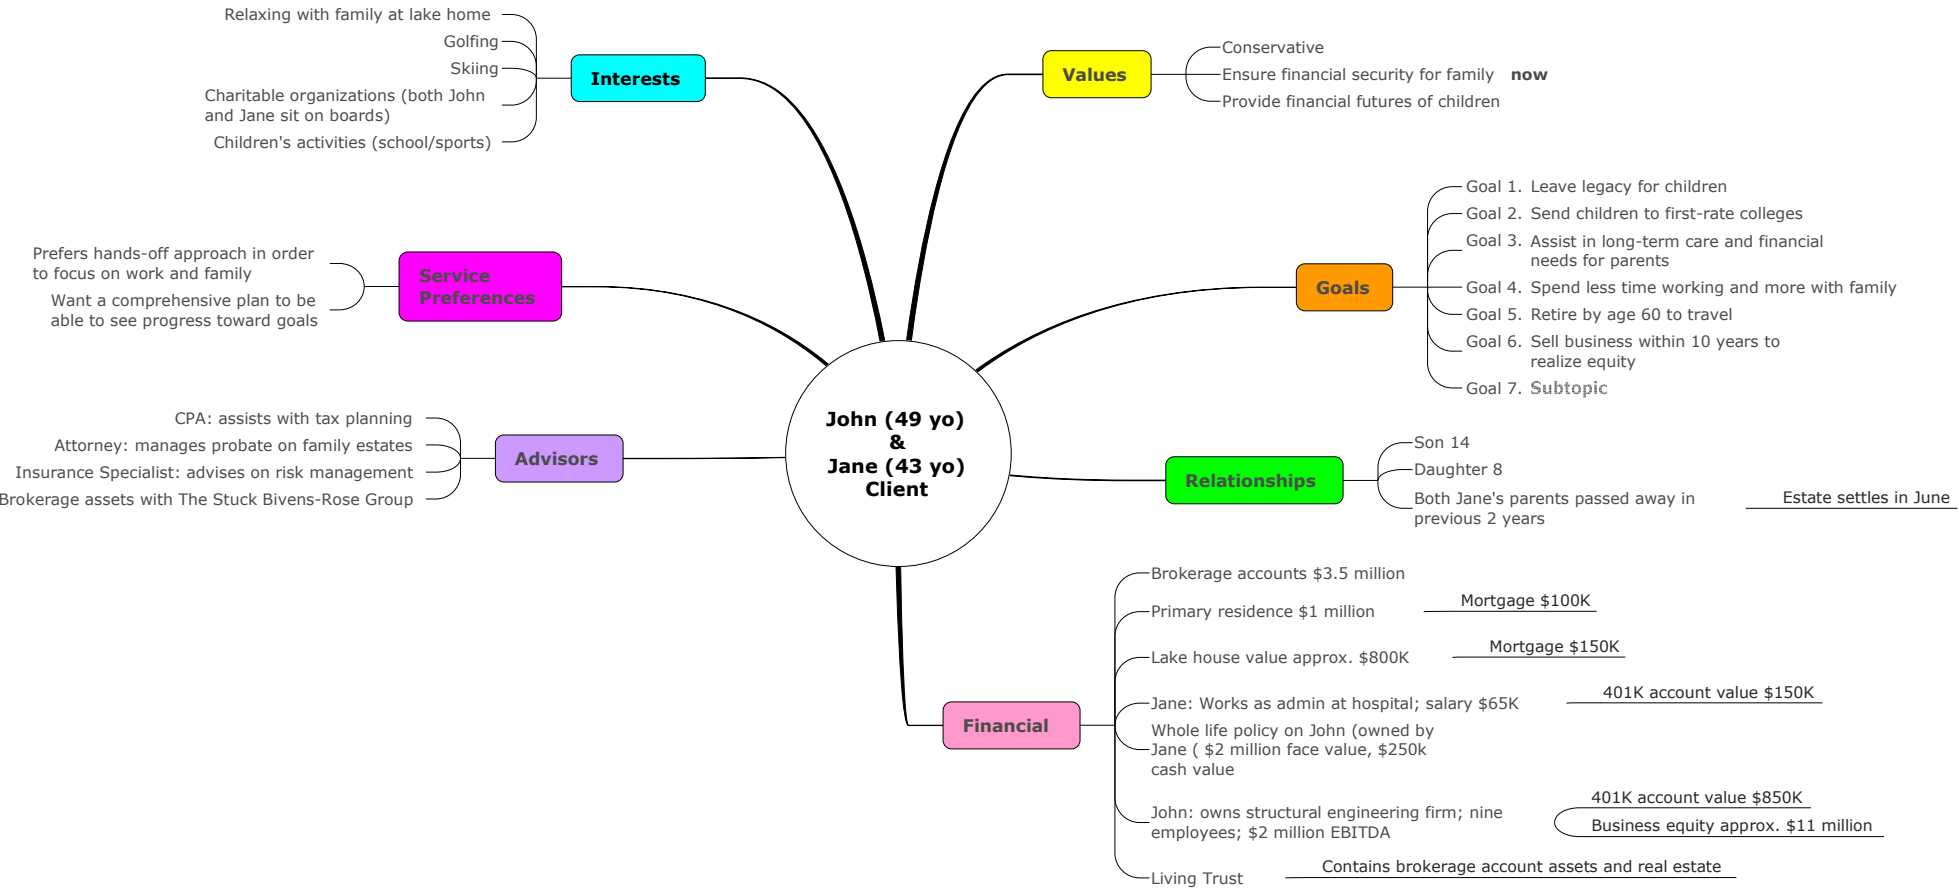 Relaxing with family at lake home
Golfing
Skiing
Charitable organizations (both John
and Jane sit on boards)
Children's activities (school/sports)
Interests
Values
Conservative
Ensure financial security for family now
Provide financial futures of children
Prefers hands-off approach in order
to focus on work and family
Want a comprehensive plan to be
able to see progress toward goals
Service
Preferences
Goals
Goal 1. Leave legacy for children
Goal 2. Send children to first-rate colleges
Goal 3. Assist in long-term care and financial
needs for parents
Goal 4. Spend less time working and more with family
Goal 5. Retire by age 60 to travel
Goal 6. Sell business within 10 years to
realize equity
Goal 7. Subtopic
CPA: assists with tax planning
Attorney: manages probate on family estates
Insurance Specialist: advises on risk management
Brokerage assets with The Stuck Bivens-Rose Group
Advisors
John (49 yo)
&
Jane (43 yo)
Client
Relationships
Son 14
Daughter 8
Both Jane's parents passed away in
previous 2 years
Estate settles in June
Financial
Brokerage accounts $3.5 million
Primary residence $1 million
Mortgage $100K
Lake house value approx. $800K
Mortgage $150K
Jane: Works as admin at hospital; salary $65K
401K account value $150K
Whole life policy on John (owned by
Jane ( $2 million face value, $250k
cash value
John: owns structural engineering firm; nine
employees; $2 million EBITDA
401K account value $850K
Business equity approx. $11 million
Living Trust
Contains brokerage account assets and real estate